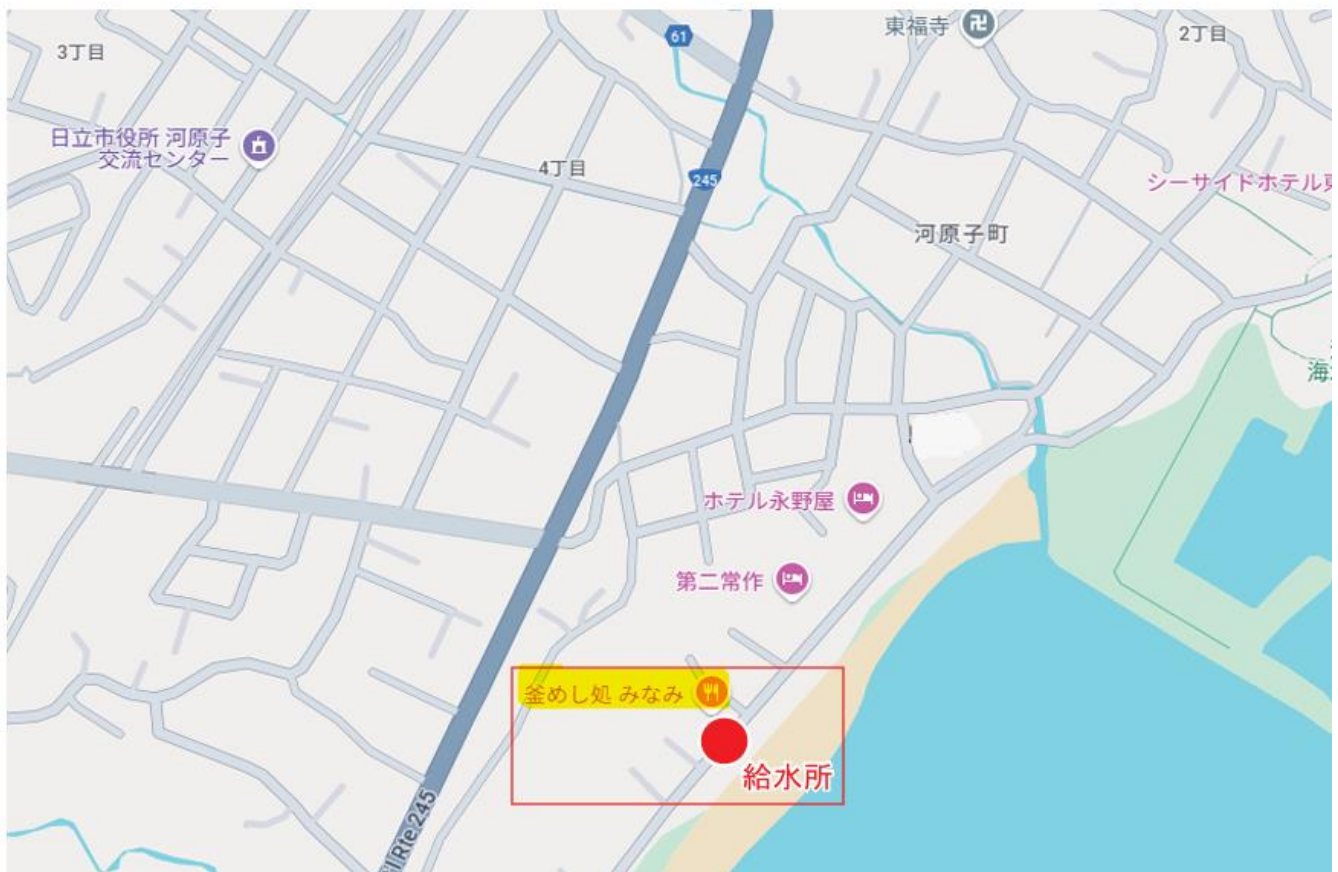 東福寺
61
2丁目
3丁目
日立市役所 河原子
交流センター
4丁目
245
シーサイドホテル
河原子町
ホテル永野屋
第二常作
釜めし処 みなみ
給水所
Rte 245